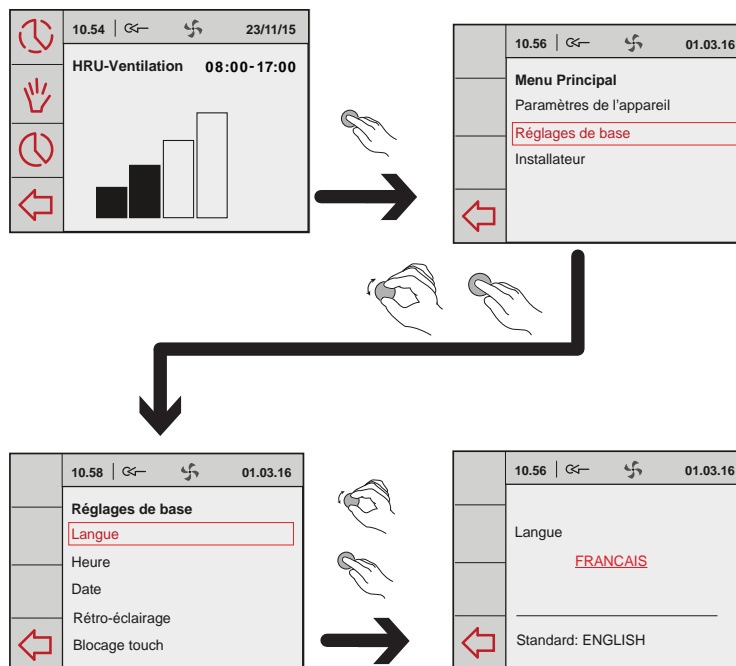 10.54 23/11/15
HRU-Ventilation 08:00-17:00
10.56 01.03.16
Menu Principal
Paramètres de l'appareil
Réglages de base
Installateur
10.58 01.03.16
Réglages de base
Langue
Heure
Date
Rétro-éclairage
Blocage touch
10.56 01.03.16
Langue
FRANCAIS
Standard: ENGLISH